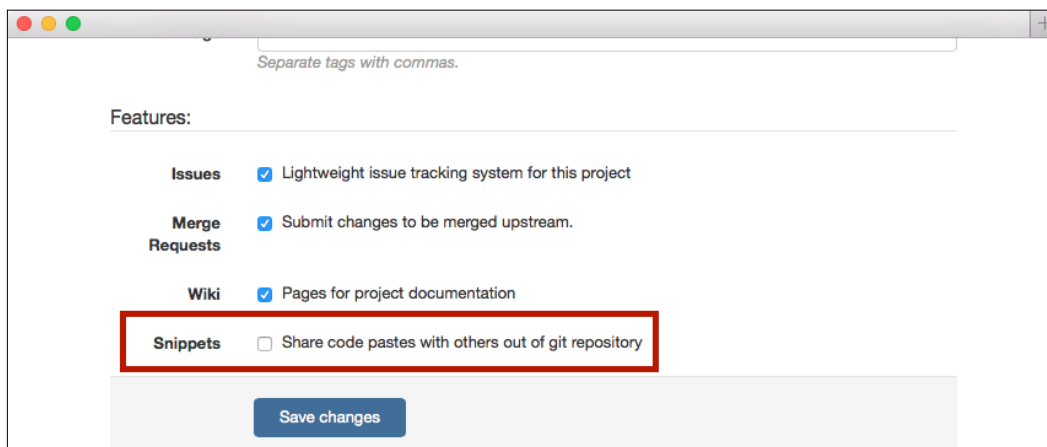 Separate tags with commas.
Features:
Issues Lightweight issue tracking system for this project
Merge Requests Submit changes to be merged upstream.
Wiki Pages for project documentation
Snippets Share code pastes with others out of git repository
Save changes